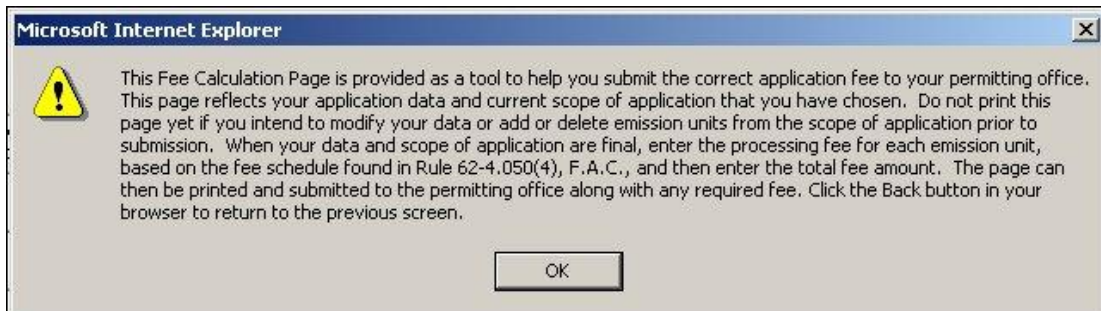 Microsoft Internet Explorer
This Fee Calculation Page is provided as a tool to help you submit the correct application fee to your permitting office.
This page reflects your application data and current scope of application that you have chosen. Do not print this
page yet if you intend to modify your data or add or delete emission units from the scope of application prior to
submission. When your data and scope of application are final, enter the processing fee for each emission unit,
based on the fee schedule found in Rule 62-4.050(4), F.A.C., and then enter the total fee amount. The page can
then be printed and submitted to the permitting office along with any required fee. Click the Back button in your
browser to return to the previous screen.
OK